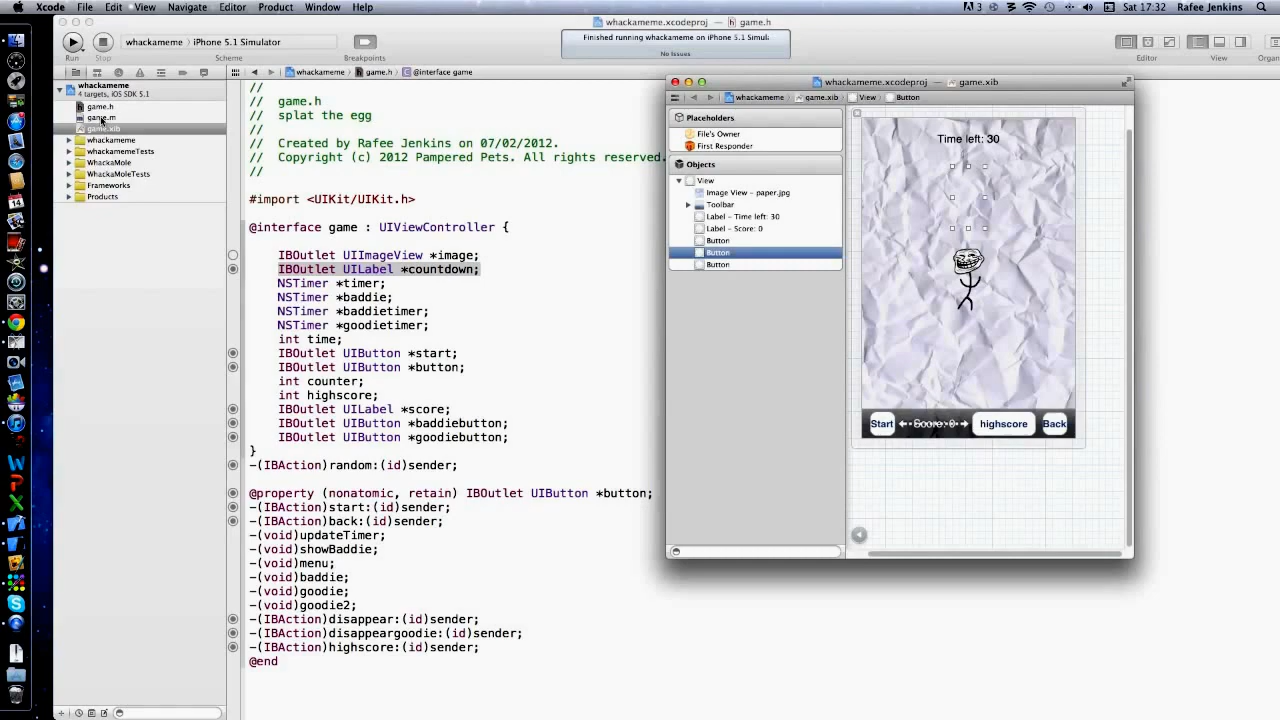 Xcode File Edit View Navigate Editor Product Window Help
3 Sat 17:32 Rafee Jenkins
whackameme.xcodeproj — game.h
whackameme iPhone 5.1 Simulator
Finished running whackameme on iPhone 5.1 Simula
No Issues
Run Stop Scheme Breakpoints Editor View Organ
whackameme game.h @interface game
whackameme
4 targets, iOS SDK 5.1
game.h
game.m
game.xib
whackameme
whackamemeTests
WhackaMole
WhackaMoleTests
Frameworks
Products
//
// game.h
// splat the egg
//
// Created by Rafee Jenkins on 07/02/2012.
// Copyright (c) 2012 Pampered Pets. All rights reserved.
//
#import <UIKit/UIKit.h>
@interface game : UIViewController {
IBOutlet UIImageView *image;
IBOutlet UILabel *countdown;
NSTimer *timer;
NSTimer *baddie;
NSTimer *baddietimer;
NSTimer *goodietimer;
int time;
IBOutlet UIButton *start;
IBOutlet UIButton *button;
int counter;
int highscore;
IBOutlet UILabel *score;
IBOutlet UIButton *baddiebutton;
IBOutlet UIButton *goodiebutton;
}
-(IBAction)random:(id)sender;
@property (nonatomic, retain) IBOutlet UIButton *button;
-(IBAction)start:(id)sender;
-(IBAction)back:(id)sender;
-(void)updateTimer;
-(void)showBaddie;
-(void)menu;
-(void)baddie;
-(void)goodie;
-(void)goodie2;
-(IBAction)disappear:(id)sender;
-(IBAction)disappeargoodie:(id)sender;
-(IBAction)highscore:(id)sender;
@end
whackameme.xcodeproj — game.xib
whackameme game.xib View Button
Placeholders
File's Owner
First Responder
Objects
View
Image View – paper.jpg
Toolbar
Label – Time left: 30
Label – Score: 0
Button
Button
Button
Time left: 30
Start Score: 0 highscore Back